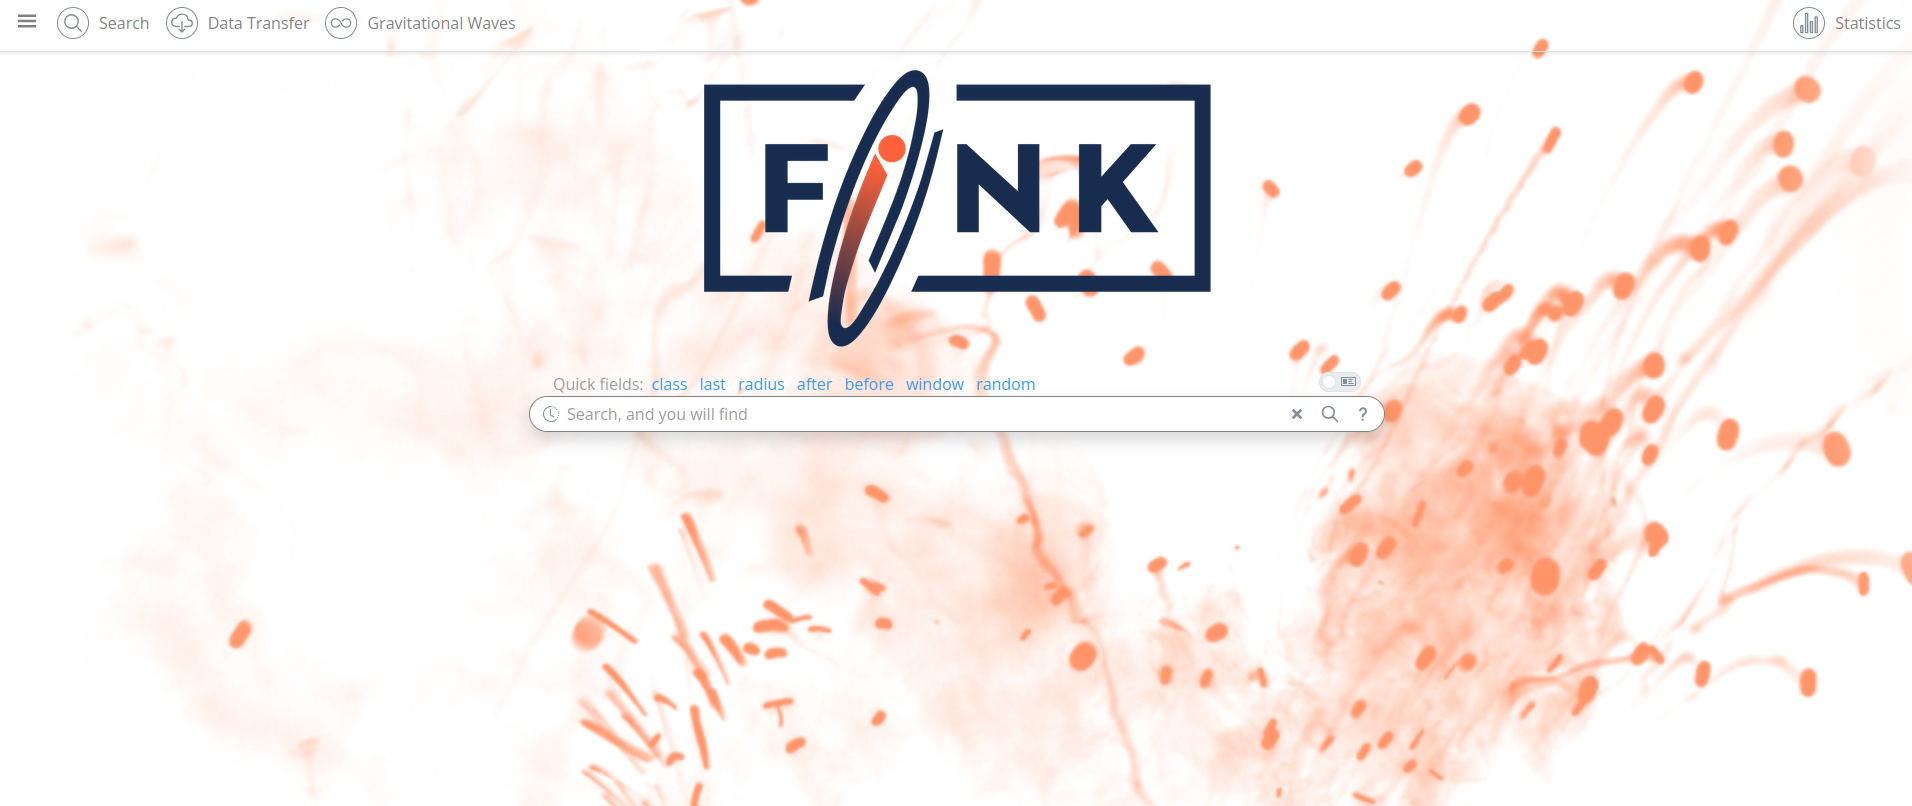 Search Data Transfer Gravitational Waves Statistics
FiNK
Quick fields: class last radius after before window random
Search, and you will find ?